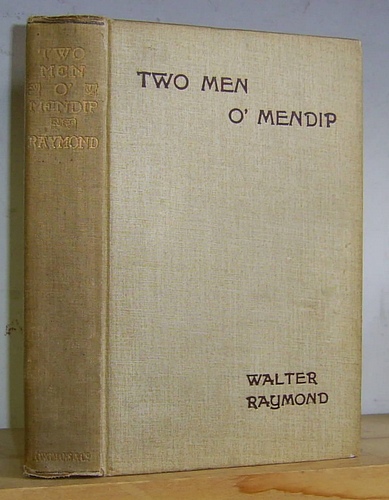 TWO
MEN
O'
MENDIP
RAYMOND
TWO MEN
O' MENDIP
WALTER
RAYMOND